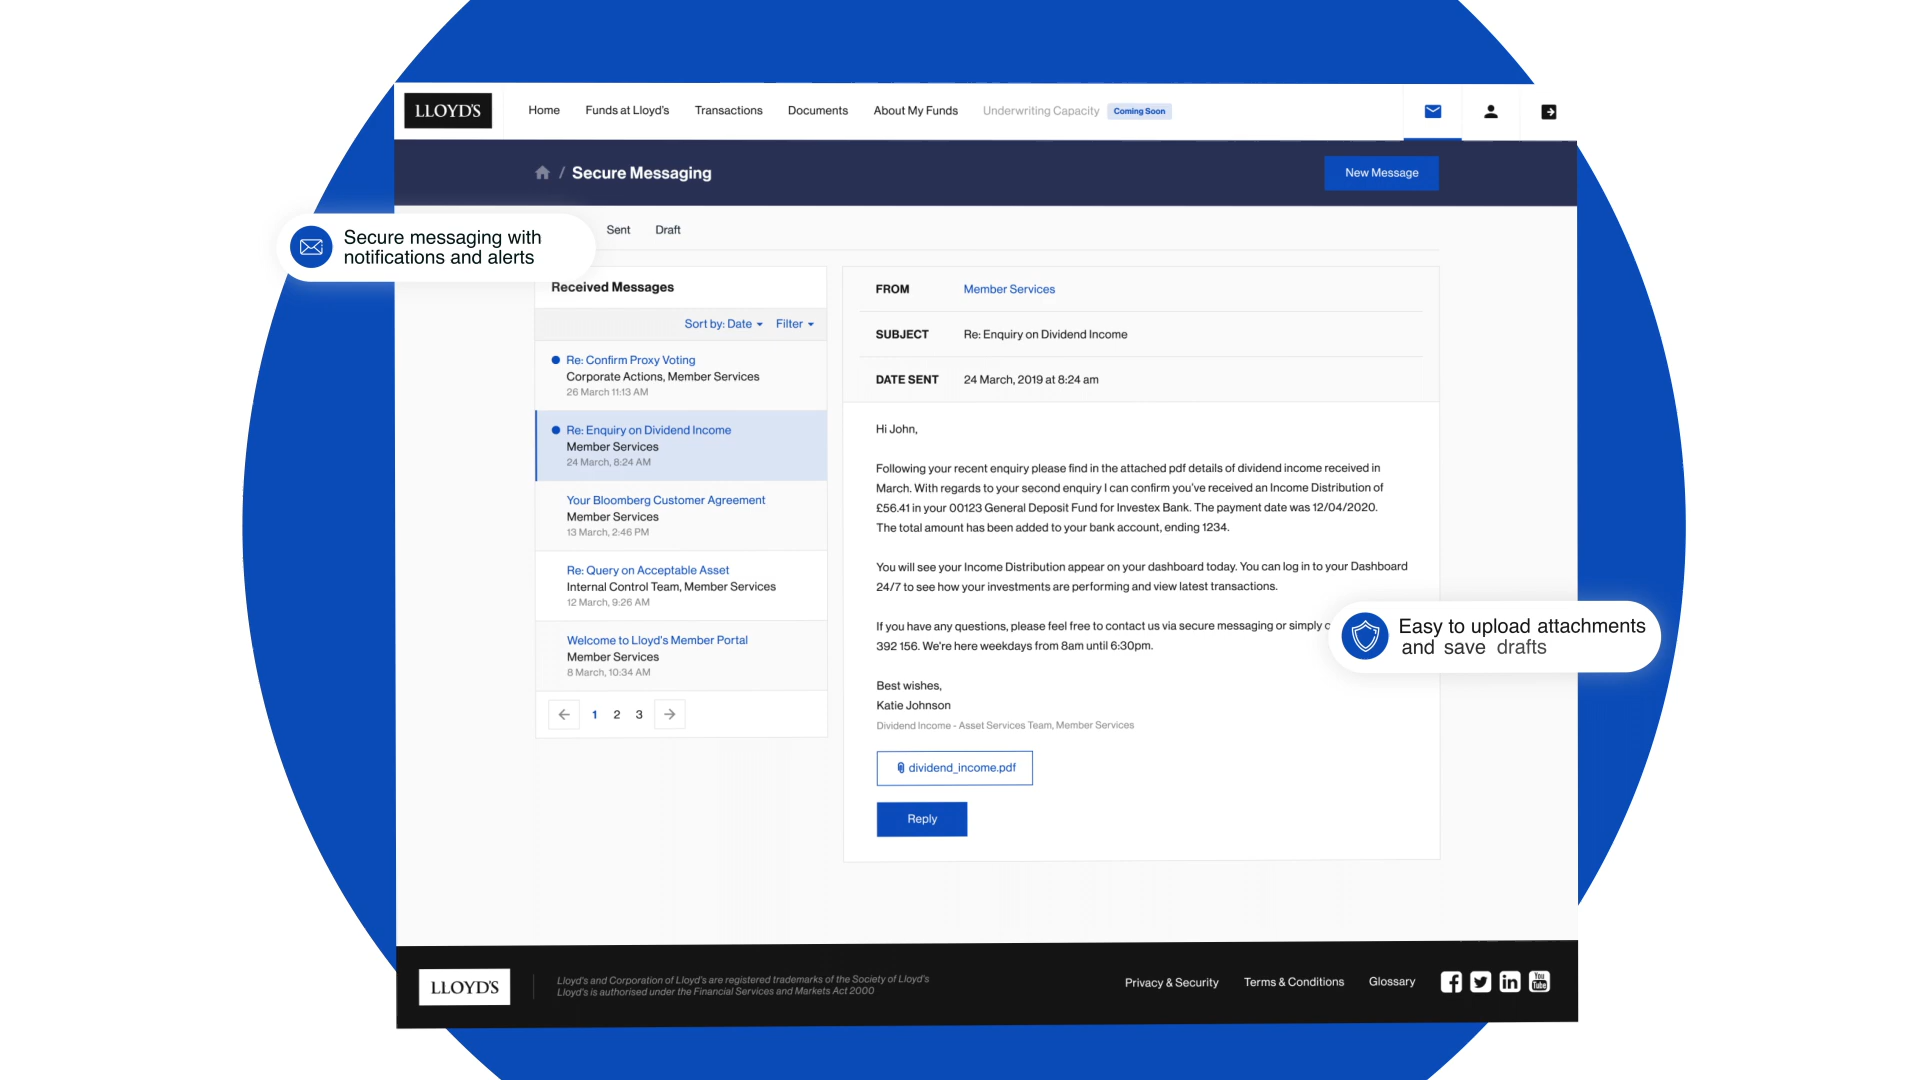 LLOYD'S
Home
Funds at Lloyd's
Transactions
Documents
About My Funds
Underwriting Capacity
Coming Soon
/ Secure Messaging
New Message
Secure messaging with
notifications and alerts
Sent
Draft
Received Messages
Sort by: Date
Filter
Re: Confirm Proxy Voting
Corporate Actions, Member Services
26 March 11:13 AM
Re: Enquiry on Dividend Income
Member Services
24 March, 8:24 AM
Your Bloomberg Customer Agreement
Member Services
13 March, 2:46 PM
Re: Query on Acceptable Asset
Internal Control Team, Member Services
12 March, 9:26 AM
Welcome to Lloyd's Member Portal
Member Services
8 March, 10:34 AM
1 2 3
FROM Member Services
SUBJECT Re: Enquiry on Dividend Income
DATE SENT 24 March, 2019 at 8:24 am
Hi John,
Following your recent enquiry please find in the attached pdf details of dividend income received in
March. With regards to your second enquiry I can confirm you've received an Income Distribution of
£56.41 in your 00123 General Deposit Fund for Investex Bank. The payment date was 12/04/2020.
The total amount has been added to your bank account, ending 1234.
You will see your Income Distribution appear on your dashboard today. You can log in to your Dashboard
24/7 to see how your investments are performing and view latest transactions.
If you have any questions, please feel free to contact us via secure messaging or simply
392 156. We're here weekdays from 8am until 6:30pm.
Best wishes,
Katie Johnson
Dividend Income - Asset Services Team, Member Services
dividend_income.pdf
Reply
Easy to upload attachments
and save drafts
LLOYD'S
Lloyd's and Corporation of Lloyd's are registered trademarks of the Society of Lloyd's
Lloyd's is authorised under the Financial Services and Markets Act 2000
Privacy & Security
Terms & Conditions
Glossary
You
Tube